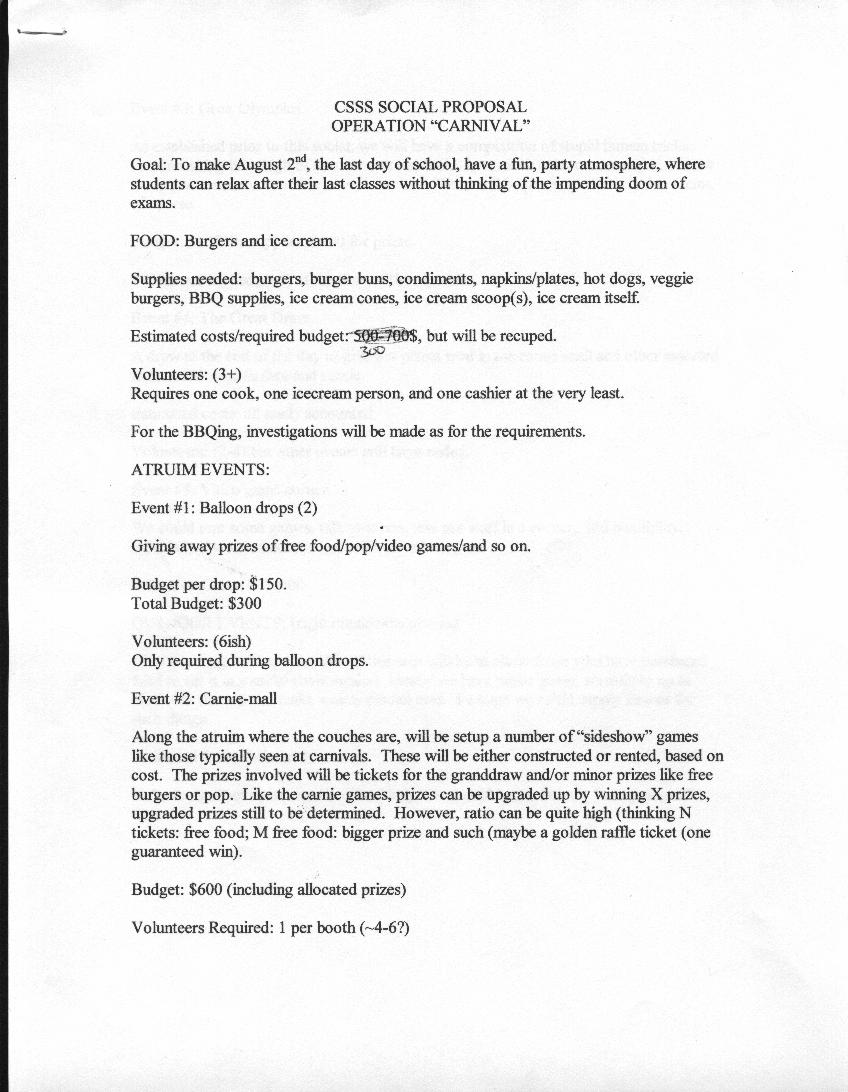 CSSS SOCIAL PROPOSAL
OPERATION “CARNIVAL”
Goal: To make August 2nd, the last day of school, have a fun, party atmosphere, where
students can relax after their last classes without thinking of the impending doom of
exams.
FOOD: Burgers and ice cream.
Supplies needed: burgers, burger buns, condiments, napkins/plates, hot dogs, veggie
burgers, BBQ supplies, ice cream cones, ice cream scoop(s), ice cream itself.
Estimated costs/required budget: 500-700$, but will be recuped.
300
Volunteers: (3+)
Requires one cook, one icecream person, and one cashier at the very least.
For the BBQing, investigations will be made as for the requirements.
ATRUIM EVENTS:
Event #1: Balloon drops (2)
Giving away prizes of free food/pop/video games/and so on.
Budget per drop: $150.
Total Budget: $300
Volunteers: (6ish)
Only required during balloon drops.
Event #2: Carnie-mall
Along the atruim where the couches are, will be setup a number of “sideshow” games
like those typically seen at carnivals. These will be either constructed or rented, based on
cost. The prizes involved will be tickets for the granddraw and/or minor prizes like free
burgers or pop. Like the carnie games, prizes can be upgraded up by winning X prizes,
upgraded prizes still to be determined. However, ratio can be quite high (thinking N
tickets: free food; M free food: bigger prize and such (maybe a golden raffle ticket (one
guaranteed win).
Budget: $600 (including allocated prizes)
Volunteers Required: 1 per booth (~4-6?)